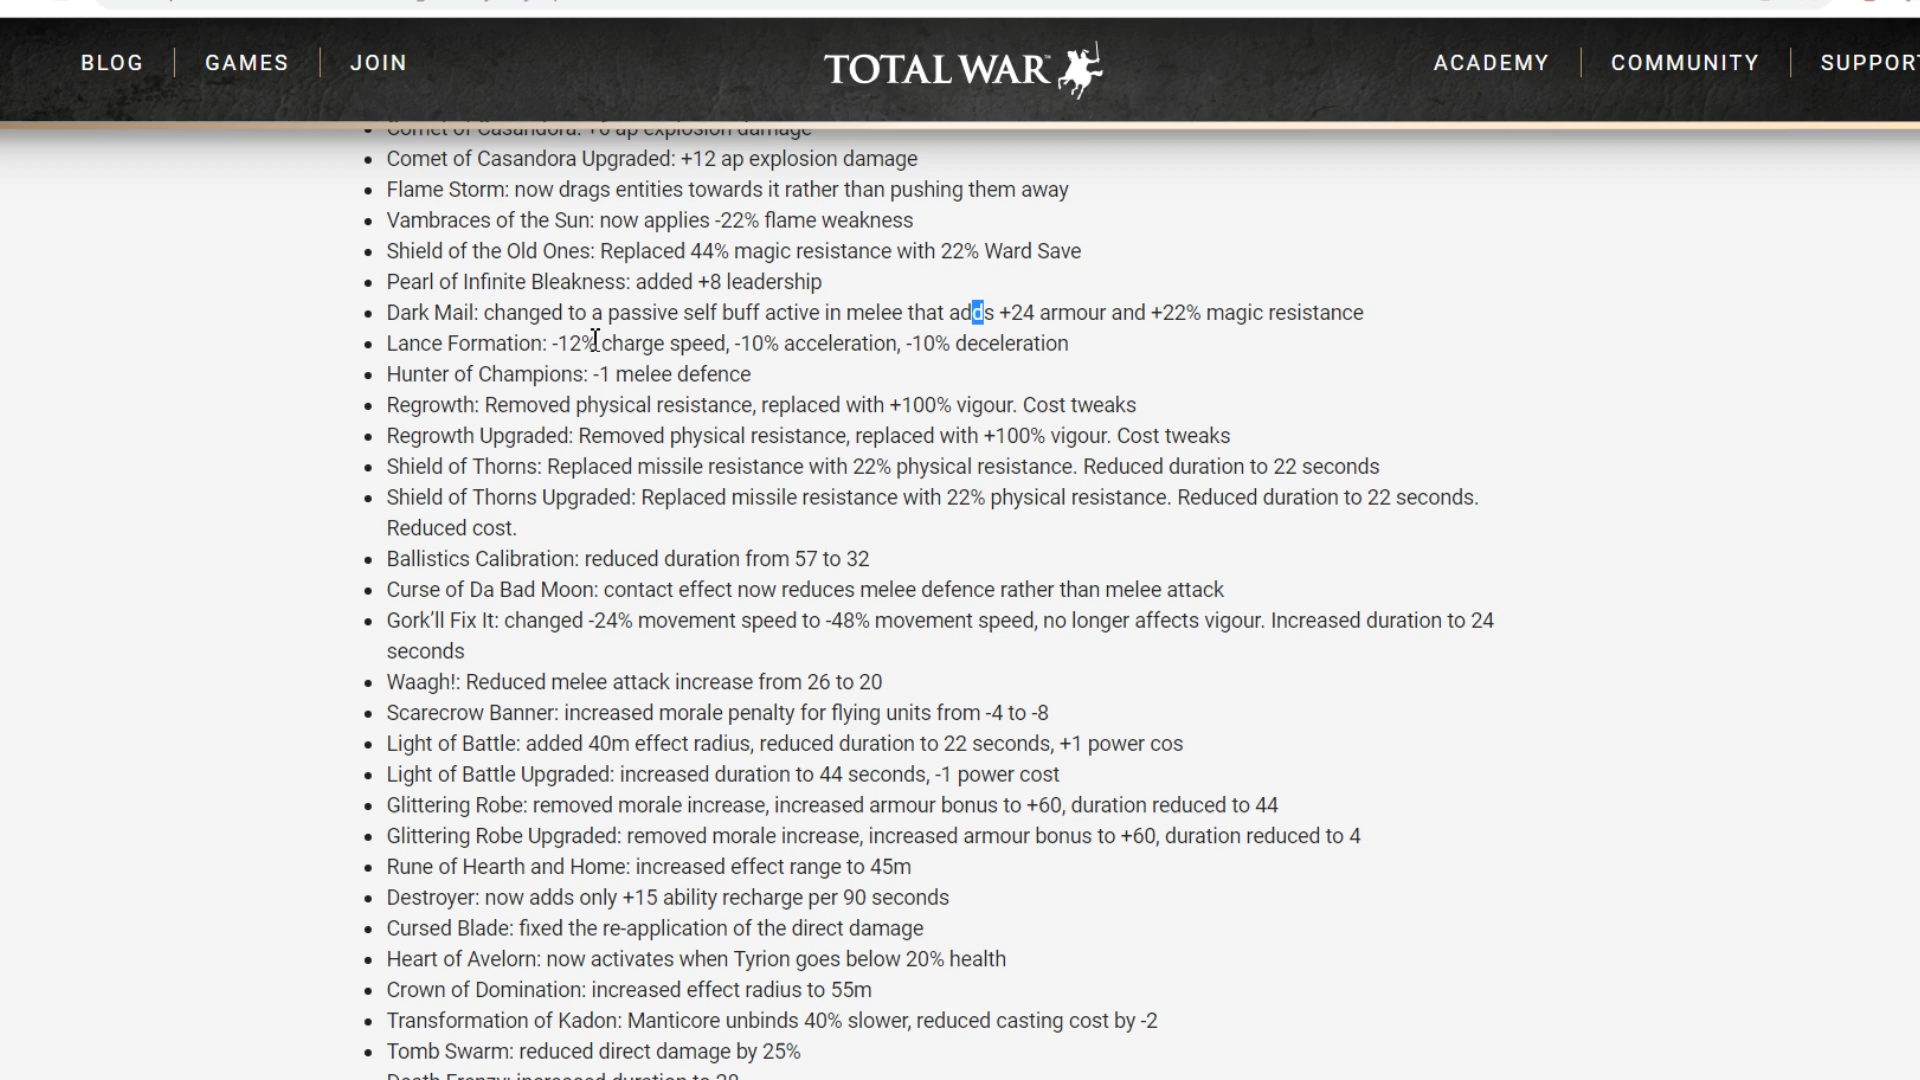 BLOG GAMES JOIN TOTAL WAR ACADEMY COMMUNITY SUPPORT
Comet of Casandora: +6 ap explosion damage
Comet of Casandora Upgraded: +12 ap explosion damage
Flame Storm: now drags entities towards it rather than pushing them away
Vambraces of the Sun: now applies -22% flame weakness
Shield of the Old Ones: Replaced 44% magic resistance with 22% Ward Save
Pearl of Infinite Bleakness: added +8 leadership
Dark Mail: changed to a passive self buff active in melee that adds +24 armour and +22% magic resistance
Lance Formation: -12% charge speed, -10% acceleration, -10% deceleration
Hunter of Champions: -1 melee defence
Regrowth: Removed physical resistance, replaced with +100% vigour. Cost tweaks
Regrowth Upgraded: Removed physical resistance, replaced with +100% vigour. Cost tweaks
Shield of Thorns: Replaced missile resistance with 22% physical resistance. Reduced duration to 22 seconds
Shield of Thorns Upgraded: Replaced missile resistance with 22% physical resistance. Reduced duration to 22 seconds.
Reduced cost.
Ballistics Calibration: reduced duration from 57 to 32
Curse of Da Bad Moon: contact effect now reduces melee defence rather than melee attack
Gork’ll Fix It: changed -24% movement speed to -48% movement speed, no longer affects vigour. Increased duration to 24
seconds
Waagh!: Reduced melee attack increase from 26 to 20
Scarecrow Banner: increased morale penalty for flying units from -4 to -8
Light of Battle: added 40m effect radius, reduced duration to 22 seconds, +1 power cos
Light of Battle Upgraded: increased duration to 44 seconds, -1 power cost
Glittering Robe: removed morale increase, increased armour bonus to +60, duration reduced to 44
Glittering Robe Upgraded: removed morale increase, increased armour bonus to +60, duration reduced to 4
Rune of Hearth and Home: increased effect range to 45m
Destroyer: now adds only +15 ability recharge per 90 seconds
Cursed Blade: fixed the re-application of the direct damage
Heart of Avelorn: now activates when Tyrion goes below 20% health
Crown of Domination: increased effect radius to 55m
Transformation of Kadon: Manticore unbinds 40% slower, reduced casting cost by -2
Tomb Swarm: reduced direct damage by 25%
Death Frenzy: increased duration to